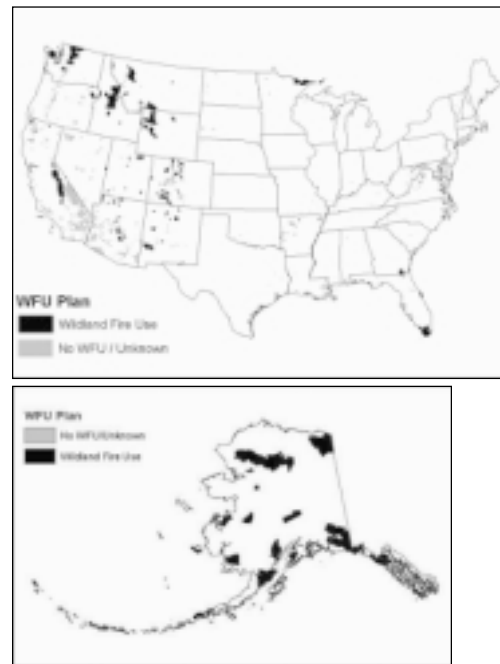 WFU Plan
Wildland Fire Use
No WFU / Unknown
WFU Plan
No WFU/Unknown
Wildland Fire Use